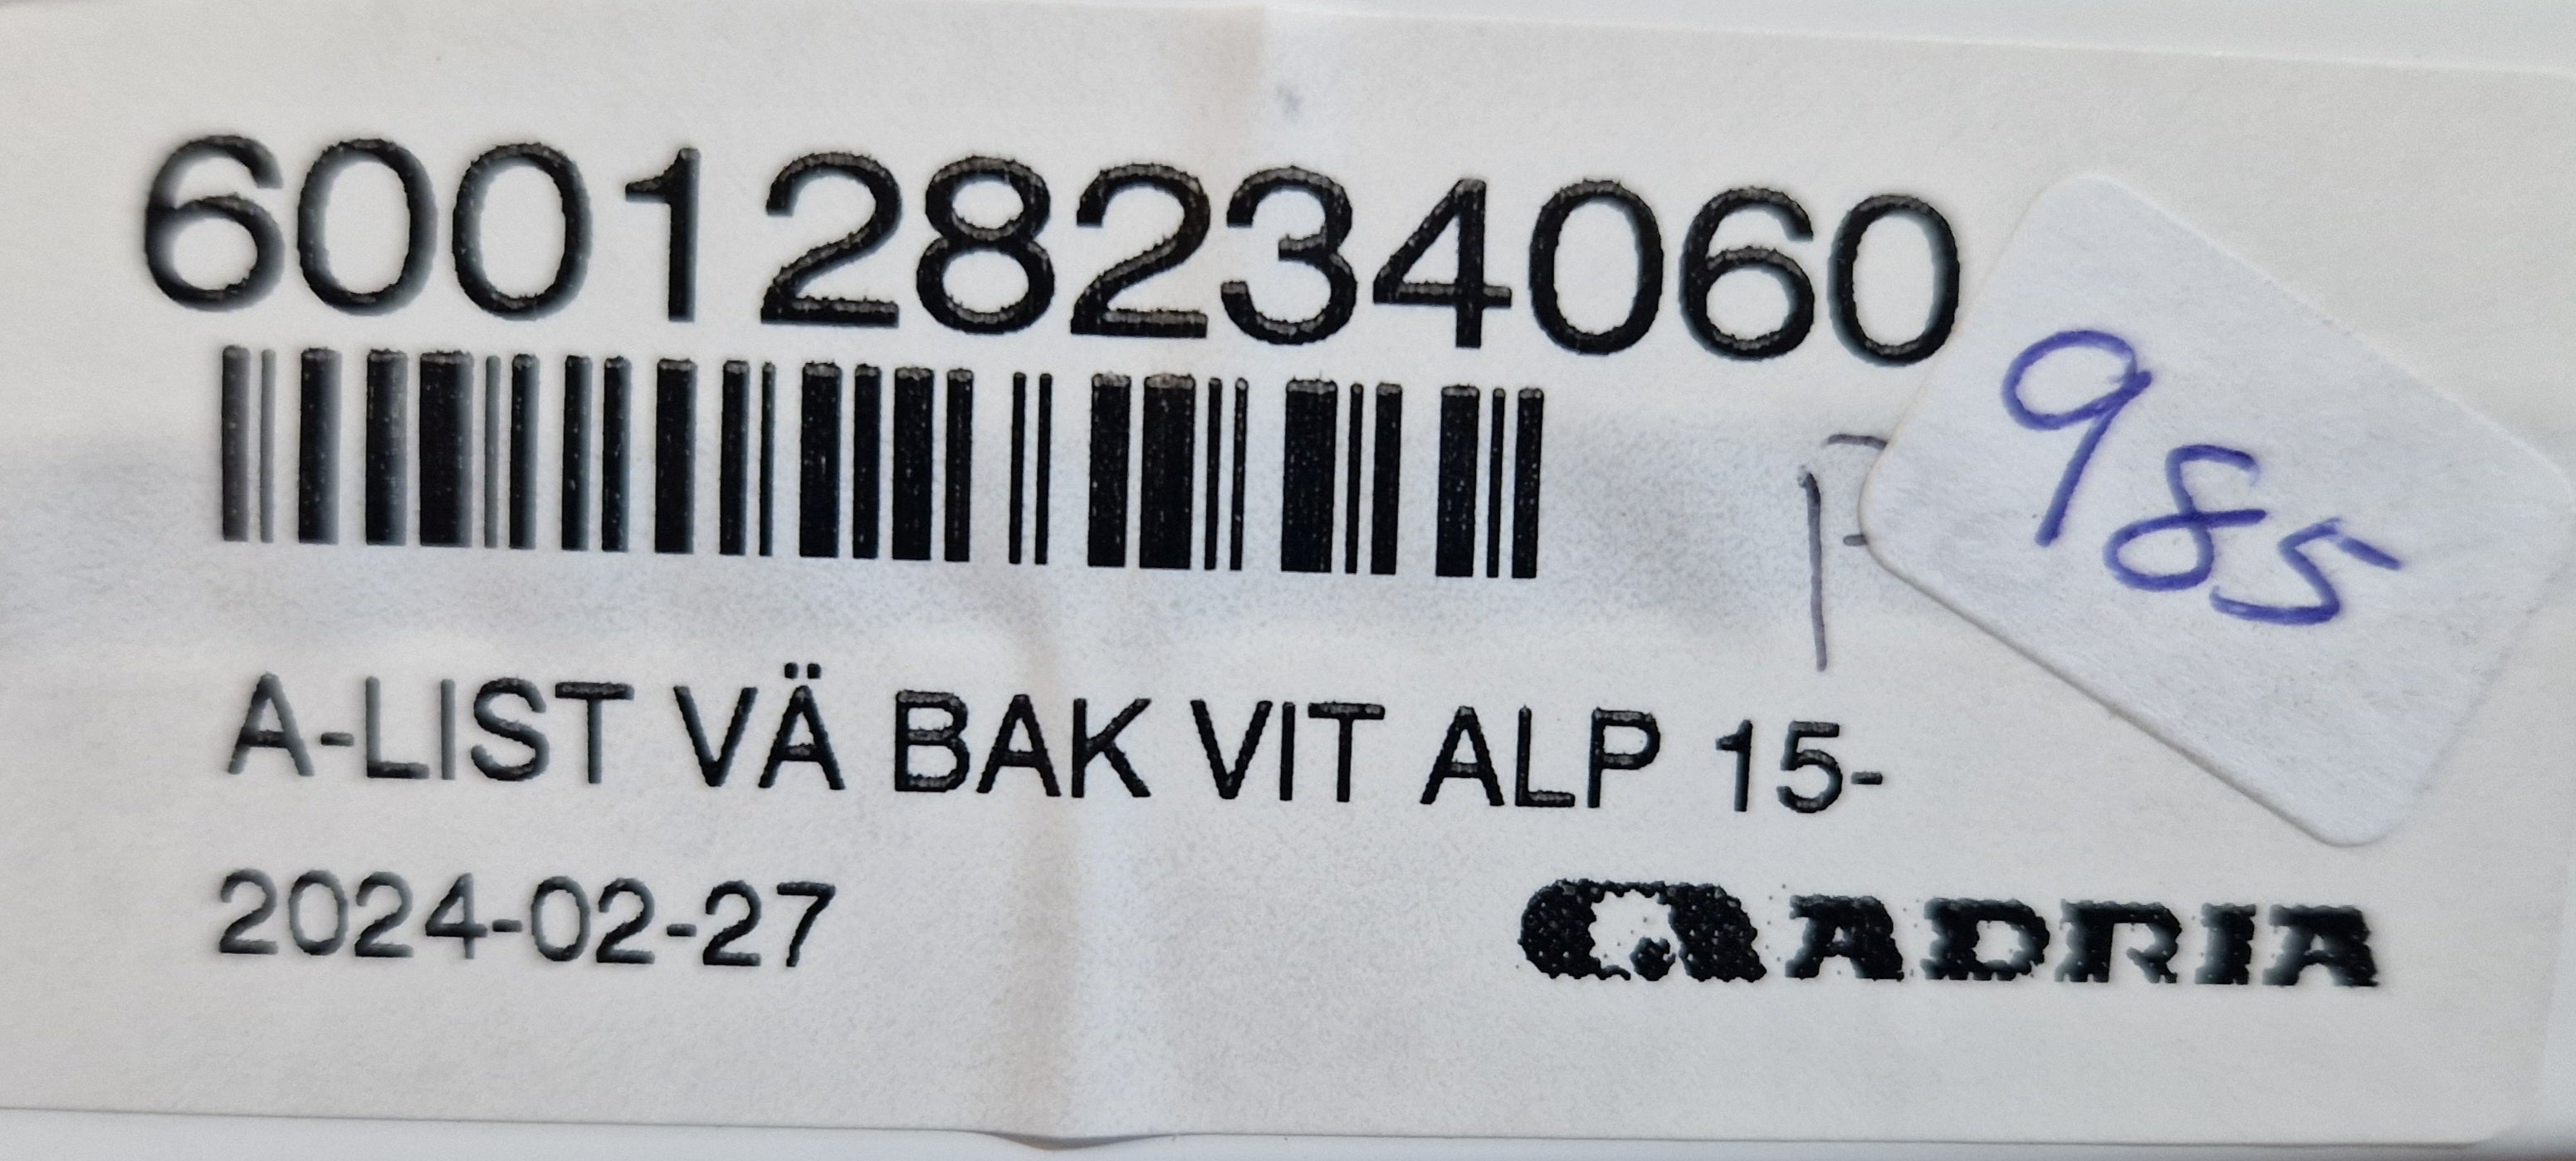 600128234060
985
A-LIST VÄ BAK VIT ALP 15-
2024-02-27
ADRIA